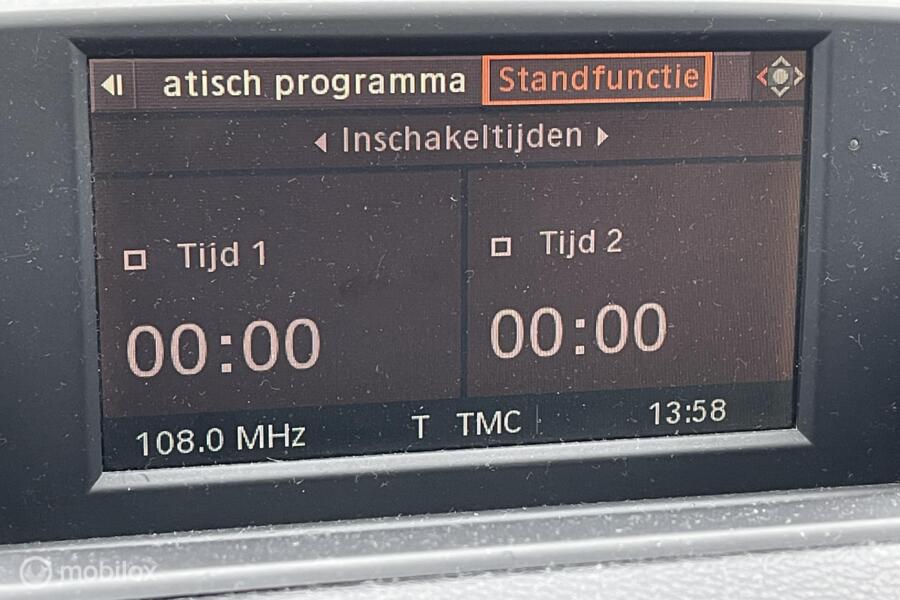 atisch programma Standfunctie
Inschakeltijden
Tijd 1 Tijd 2
00:00 00:00
108.0 MHz T TMC 13:58
mobilox